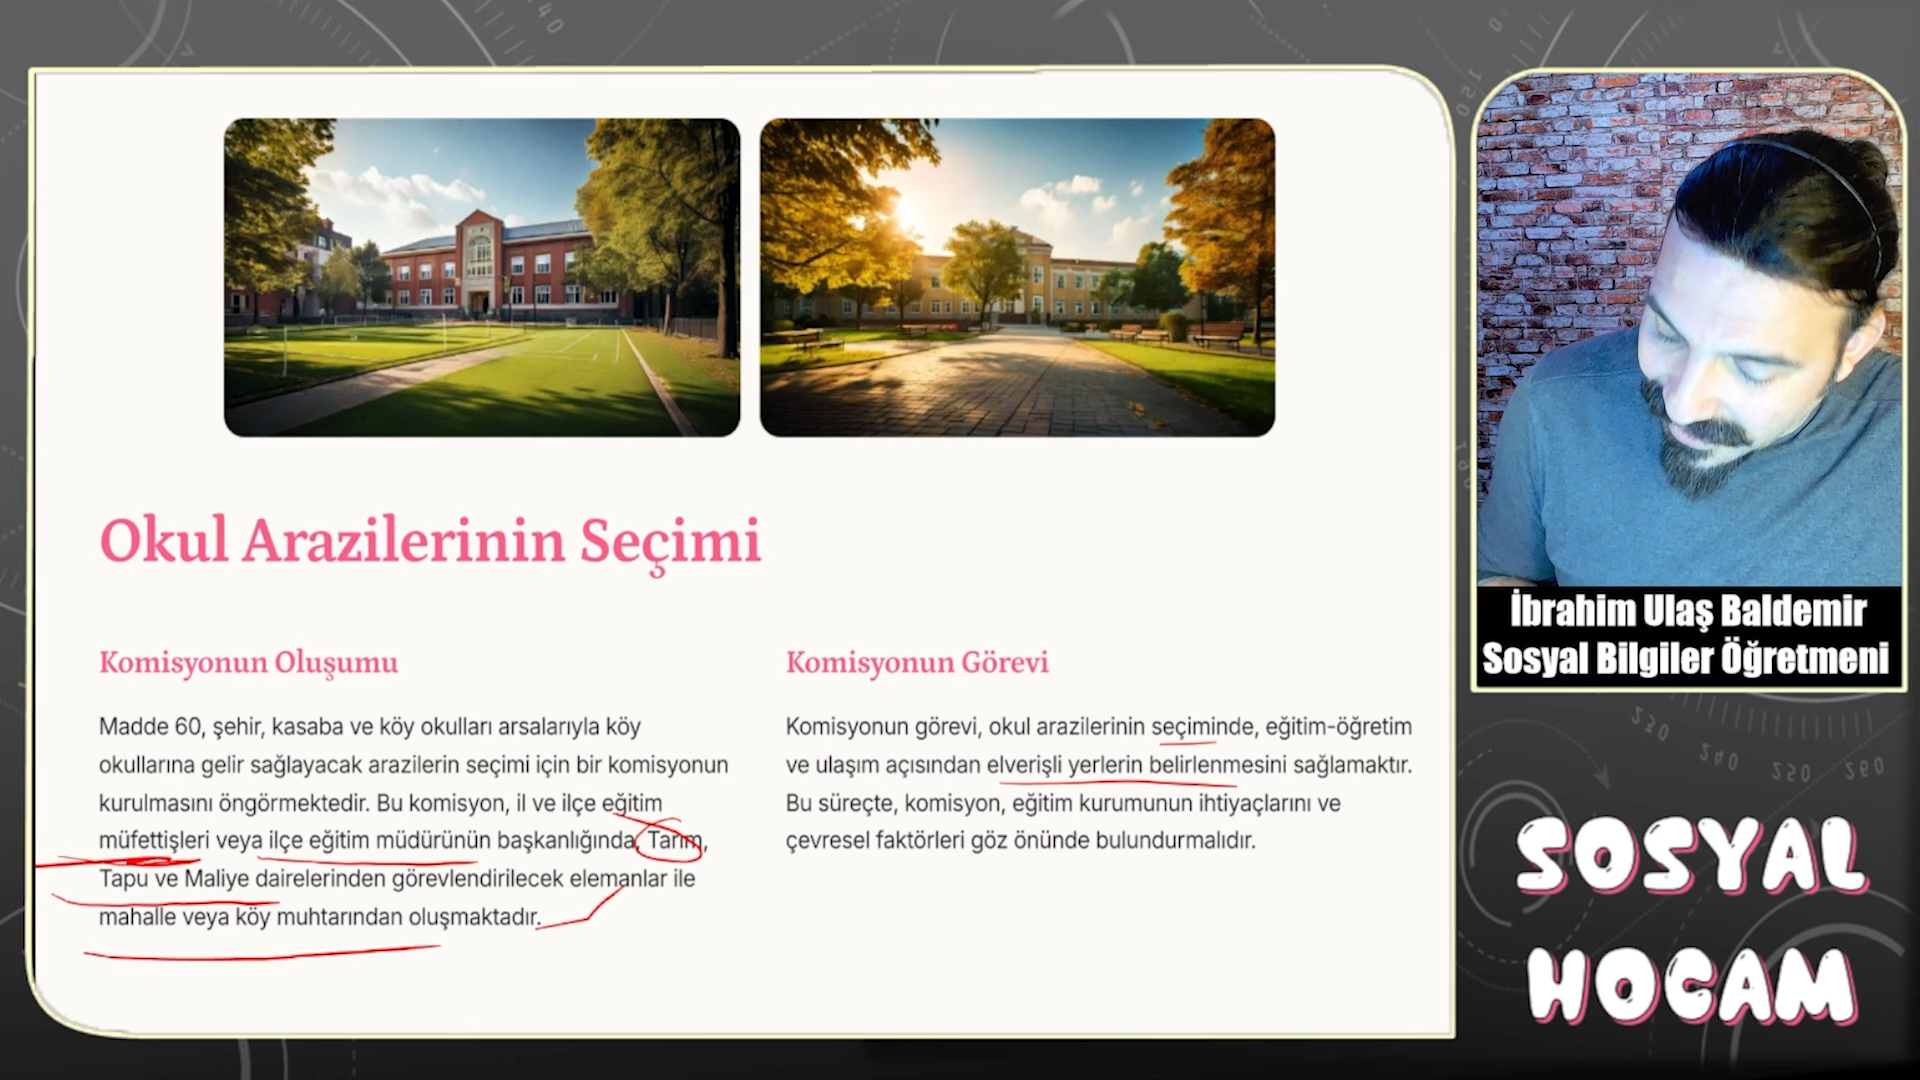 Okul Arazilerinin Seçimi
Komisyonun Oluşumu
Madde 60, şehir, kasaba ve köy okulları arsalarıyla köy
okullarına gelir sağlayacak arazilerin seçimi için bir komisyonun
kurulmasını öngörmektedir. Bu komisyon, il ve ilçe eğitim
müfettişleri veya ilçe eğitim müdürünün başkanlığında, Tarım,
Tapu ve Maliye dairelerinden görevlendirilecek elemanlar ile
mahalle veya köy muhtarından oluşmaktadır.
Komisyonun Görevi
Komisyonun görevi, okul arazilerinin seçiminde, eğitim-öğretim
ve ulaşım açısından elverişli yerlerin belirlenmesini sağlamaktır.
Bu süreçte, komisyon, eğitim kurumunun ihtiyaçlarını ve
çevresel faktörleri göz önünde bulundurmalıdır.
İbrahim Ulaş Baldemir
Sosyal Bilgiler Öğretmeni
SOSYAL
HOCAM
230
240
250
260